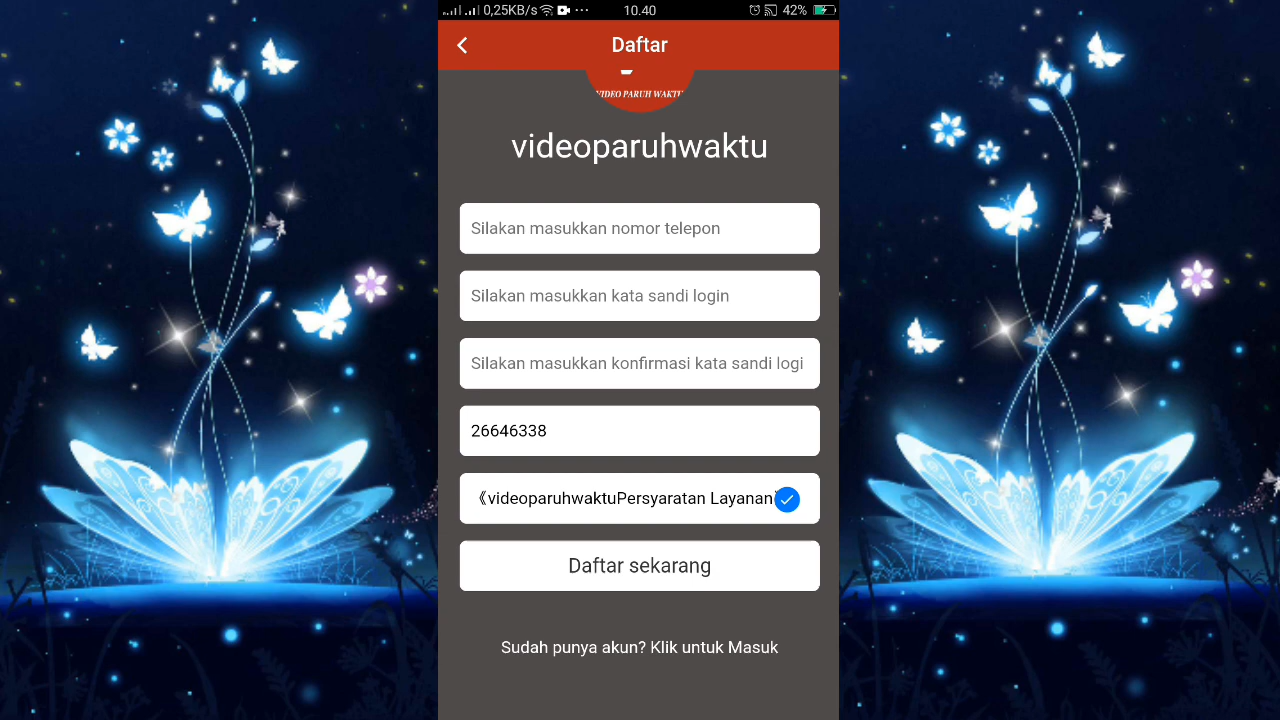 0,25KB/s 10.40 42%
Daftar
VIDEO PARUH WAKTU
videoparuhwaktu
Silakan masukkan nomor telepon
Silakan masukkan kata sandi login
Silakan masukkan konfirmasi kata sandi logi
26646338
《videoparuhwaktuPersyaratan Layanan
Daftar sekarang
Sudah punya akun? Klik untuk Masuk